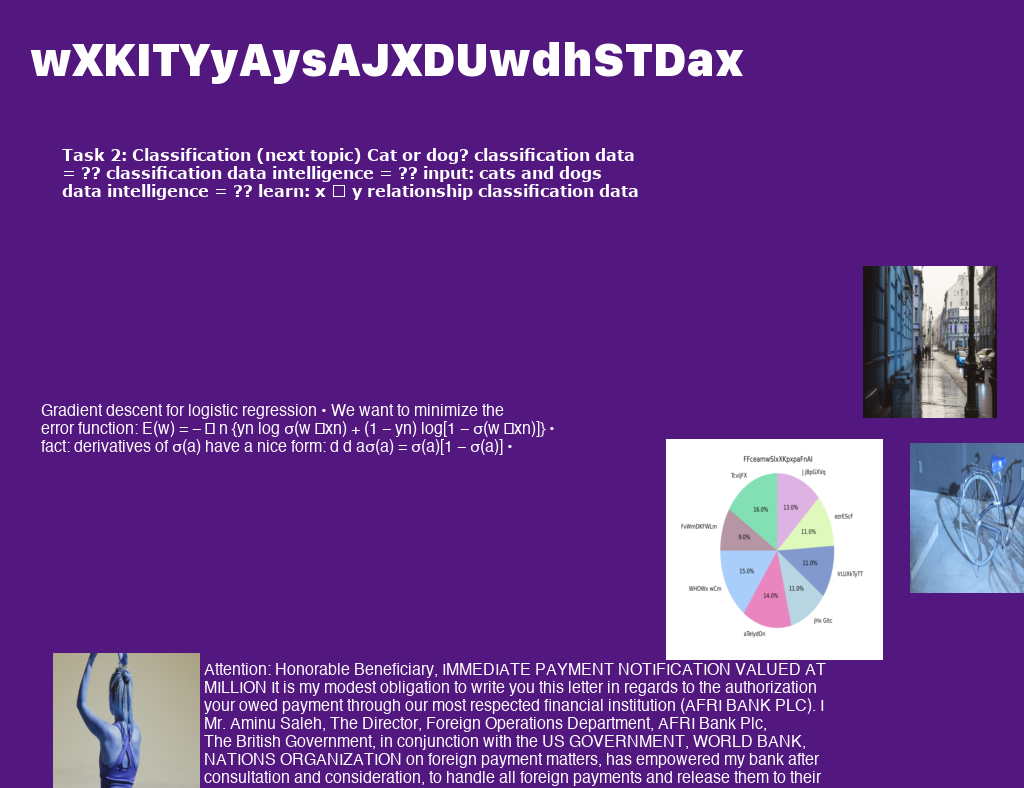 wXKITYyAysAJXDUwdhSTDax
Task 2: Classification (next topic) Cat or dog? classification data
= ?? classification data intelligence = ?? input: cats and dogs
data intelligence = ?? learn: x □ y relationship classification data
Gradient descent for logistic regression • We want to minimize the
error function: E(w) = – □ n {yn log σ(w □xn) + (1 – yn) log[1 – σ(w □xn)]} •
fact: derivatives of σ(a) have a nice form: d d aσ(a) = σ(a)[1 – σ(a)] •
FFceamwSlxXKpxpaFnAI
TcvIJFX
J jBpGXVq
16.0%
13.0%
ezrEScF
FvWmDKFWLm
11.0%
9.0%
11.0%
15.0%
IrLUXkTyTT
WHOWx wCm
11.0%
14.0%
JHx Gitc
aTelydOn
Attention: Honorable Beneficiary, IMMEDIATE PAYMENT NOTIFICATION VALUED AT
MILLION It is my modest obligation to write you this letter in regards to the authorization
your owed payment through our most respected financial institution (AFRI BANK PLC). I
Mr. Aminu Saleh, The Director, Foreign Operations Department, AFRI Bank Plc,
The British Government, in conjunction with the US GOVERNMENT, WORLD BANK,
NATIONS ORGANIZATION on foreign payment matters, has empowered my bank after
consultation and consideration, to handle all foreign payments and release them to their